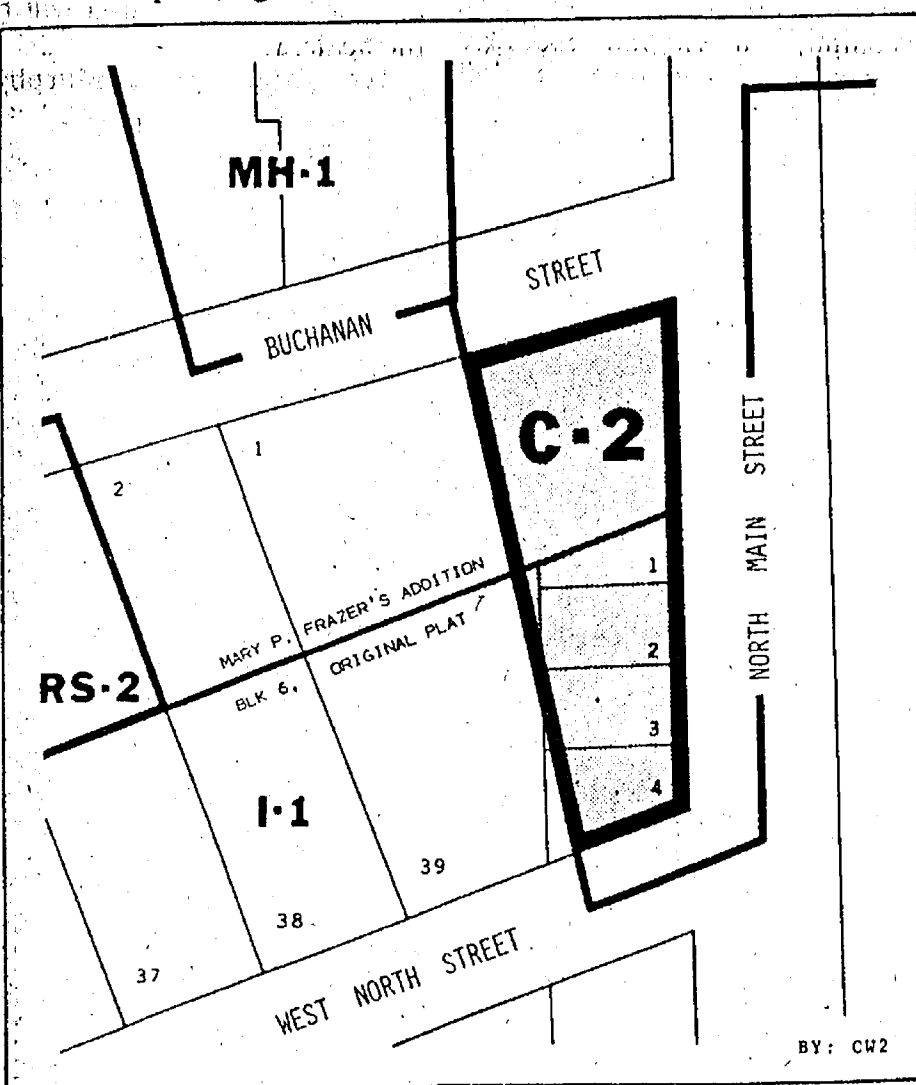 MH-1
STREET
BUCHANAN
C-2
1
2
MARY P. FRAZER'S ADDITION
BLK 6, ORIGINAL PLAT
RS-2
I-1
1
2
3
4
NORTH MAIN STREET
39
38
37
WEST NORTH STREET
BY: CW2